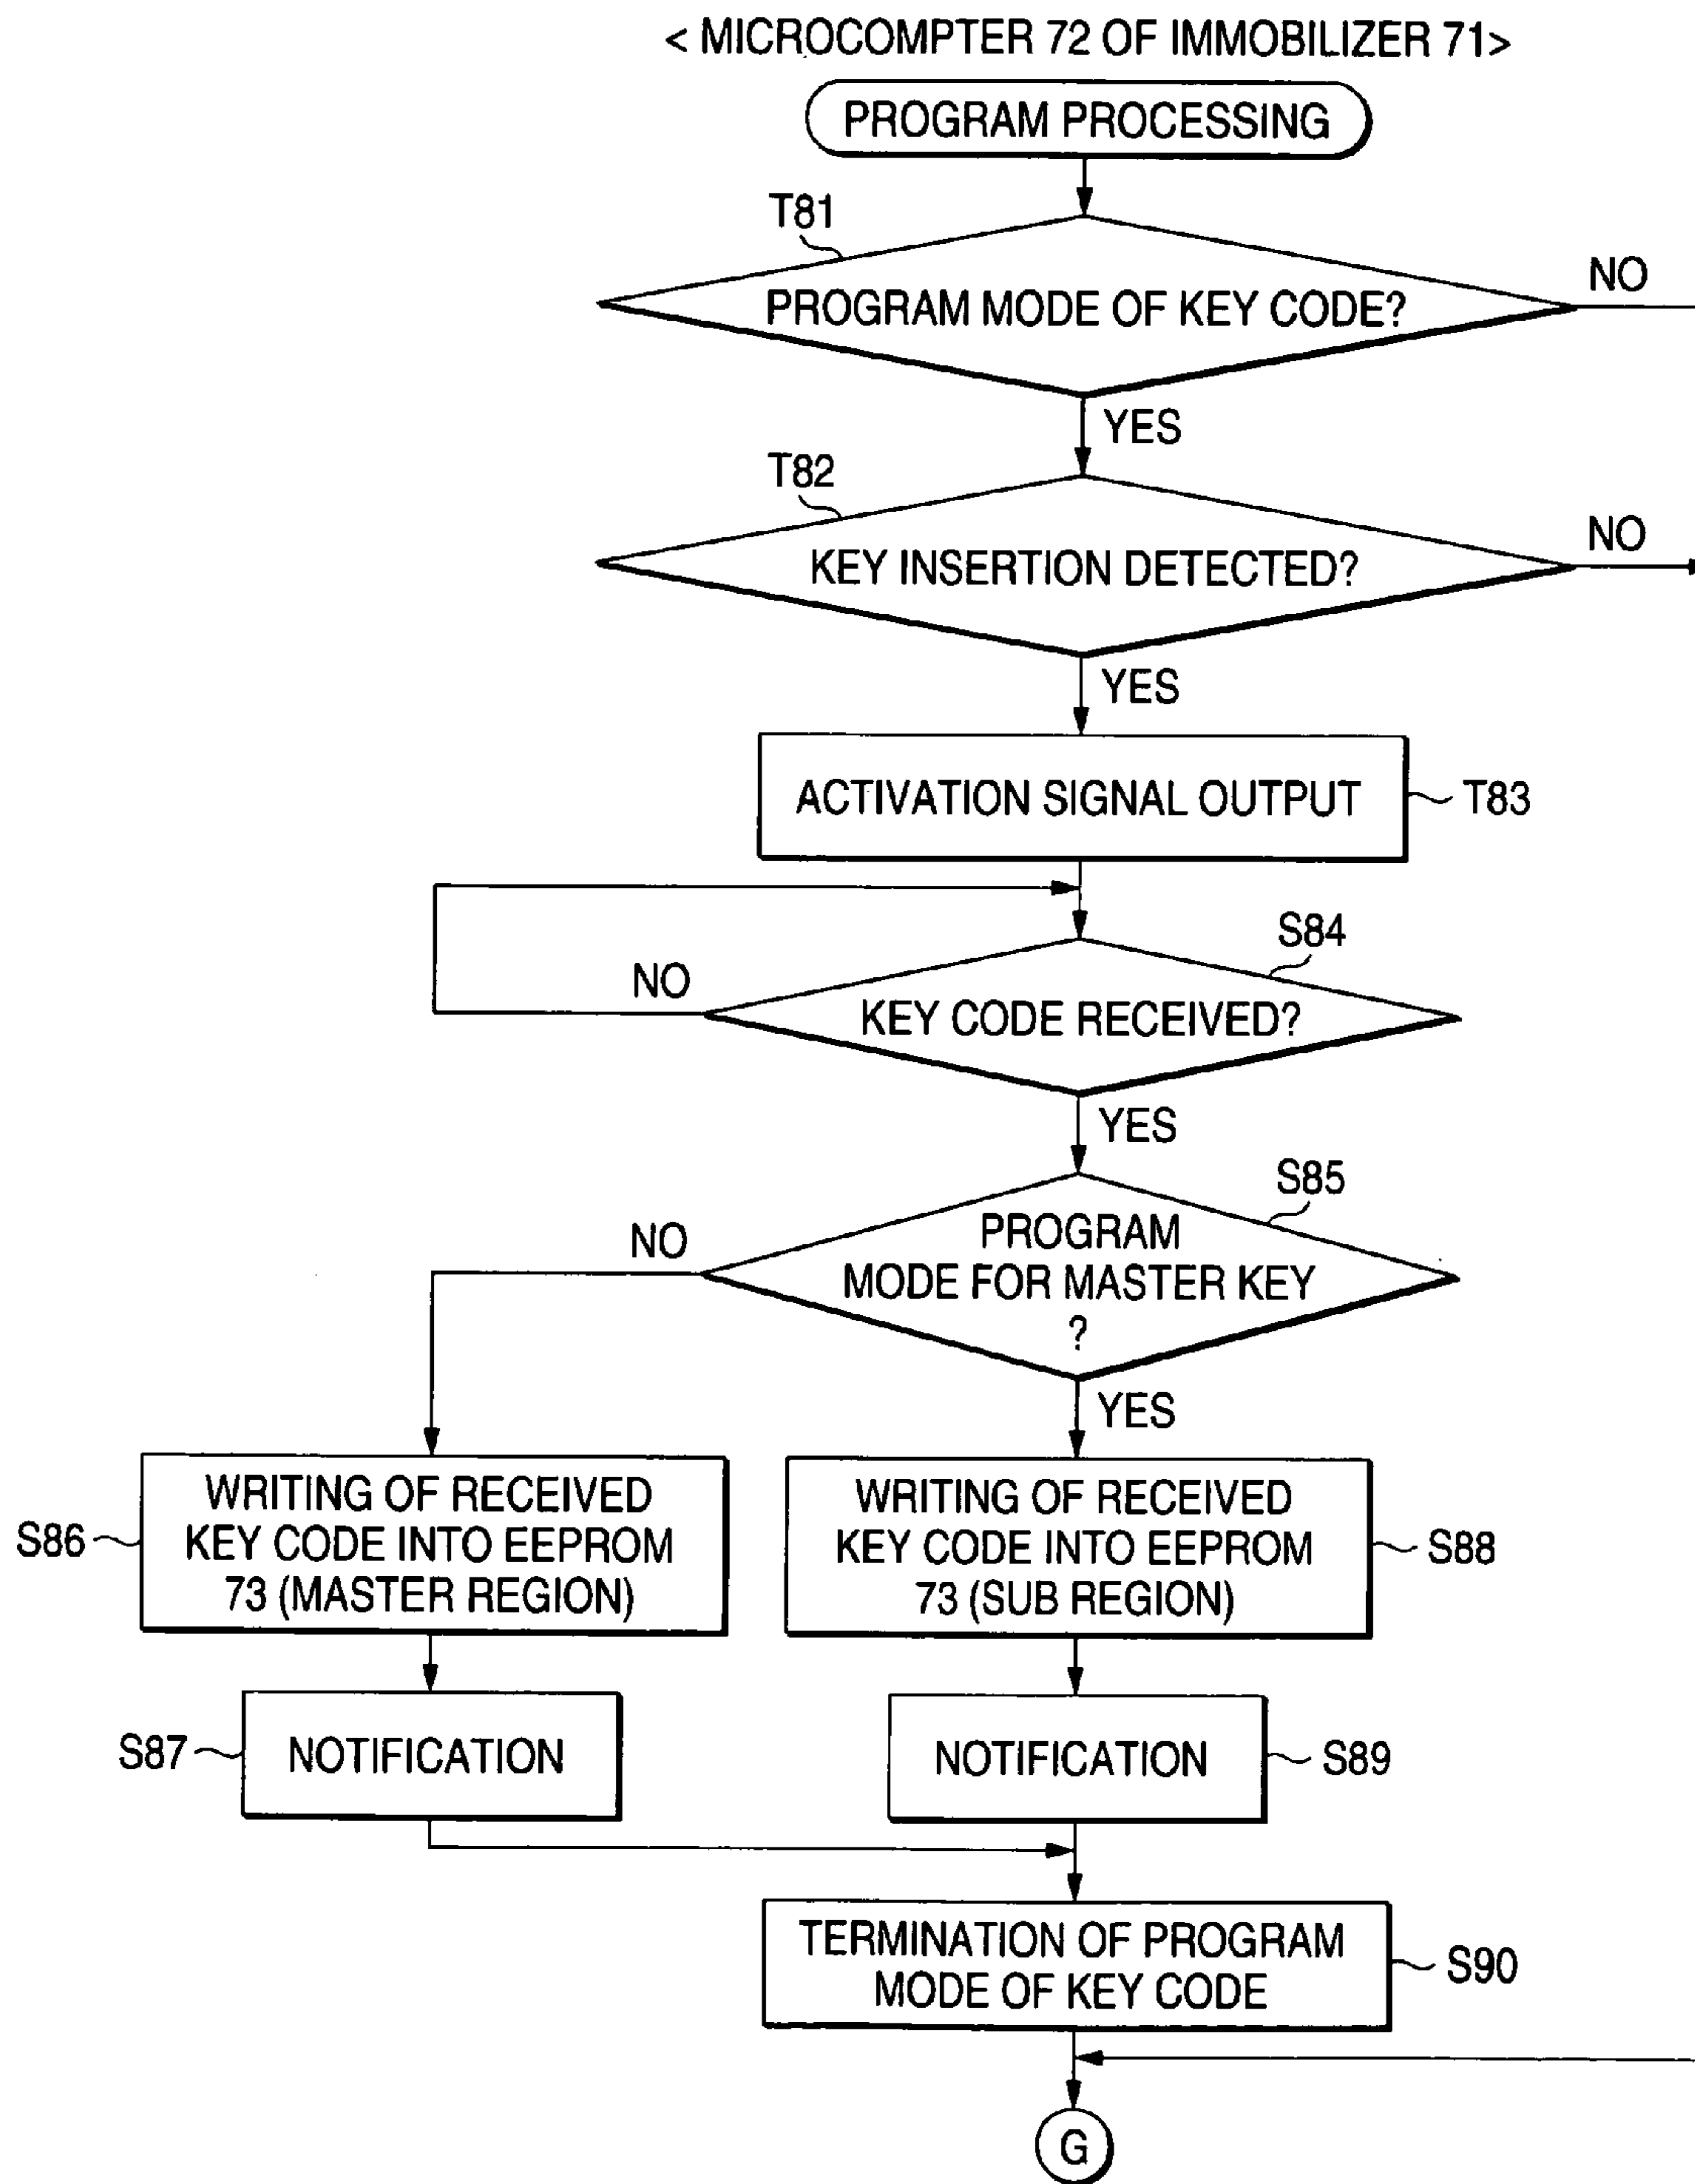 < MICROCOMPTER 72 OF IMMOBILIZER 71>
PROGRAM PROCESSING
T81
NO
PROGRAM MODE OF KEY CODE?
YES
T82
NO
KEY INSERTION DETECTED?
YES
ACTIVATION SIGNAL OUTPUT
T83
S84
NO
KEY CODE RECEIVED?
YES
S85
NO
PROGRAM
MODE FOR MASTER KEY
?
YES
S86
WRITING OF RECEIVED
KEY CODE INTO EEPROM
73 (MASTER REGION)
WRITING OF RECEIVED
KEY CODE INTO EEPROM
73 (SUB REGION)
S88
S87
NOTIFICATION
NOTIFICATION
S89
TERMINATION OF PROGRAM
MODE OF KEY CODE
S90
G